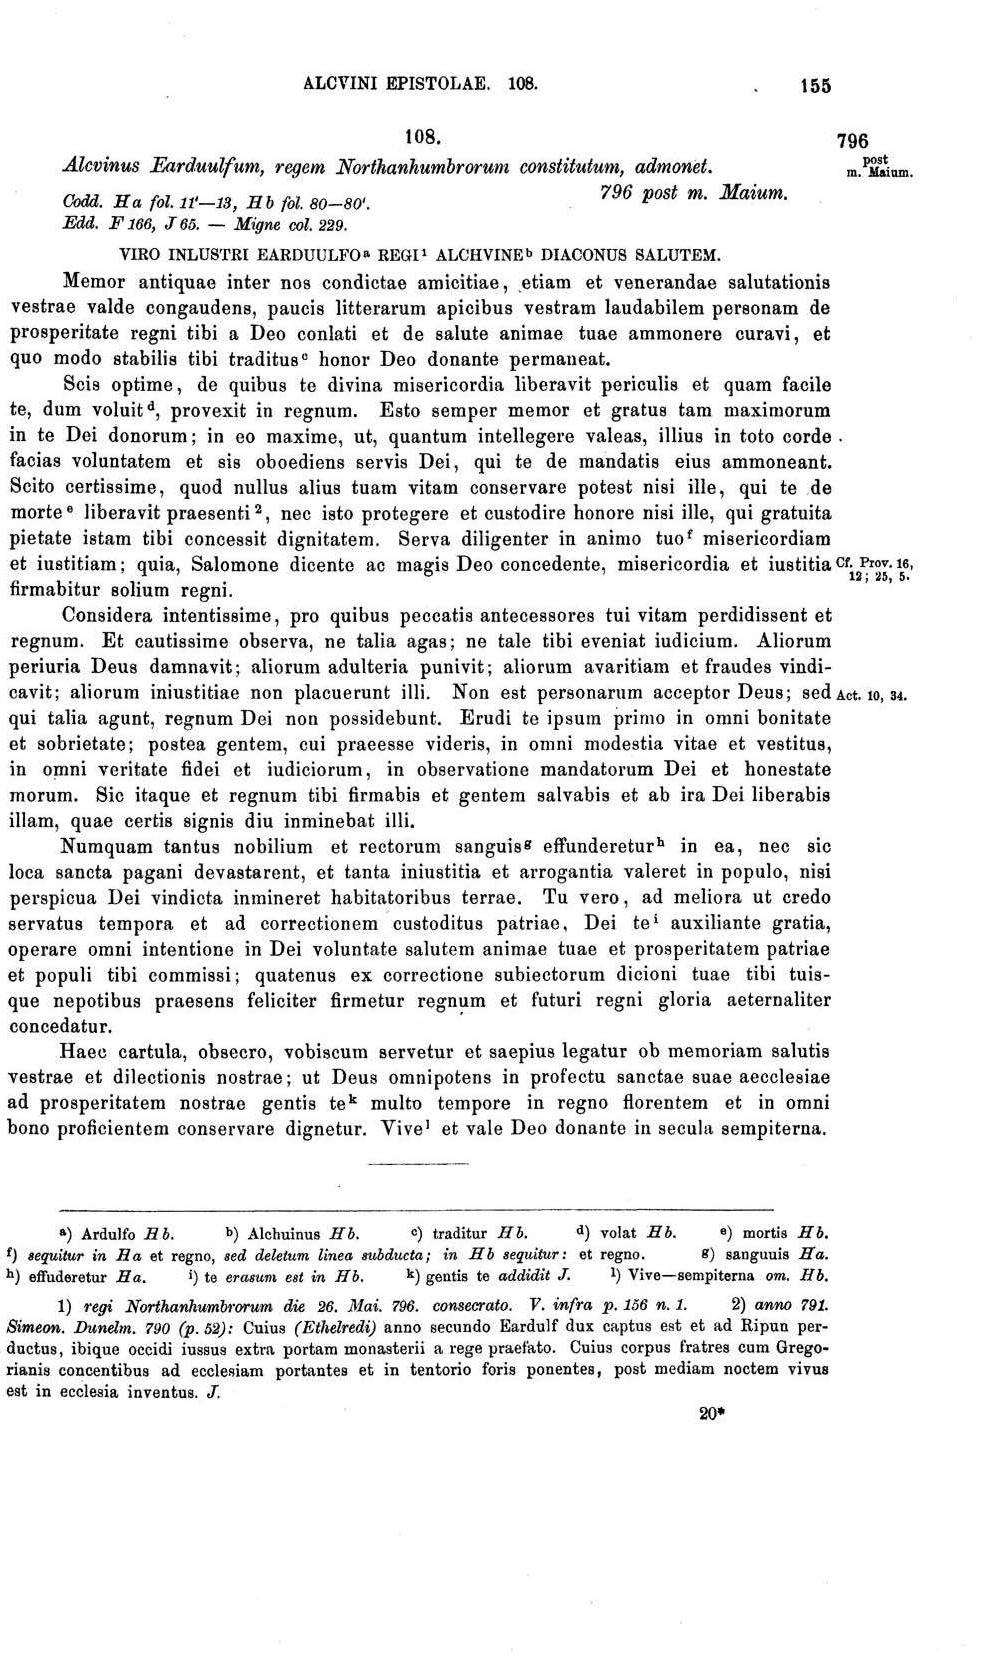 ALCVINI EPISTOLAE. 108. 155
108. 796
post
m. Maium.
Alcvinus Earduulfum, regem Northanhumbrorum constitutum, admonet.
796 post m. Maium.
Codd. Ha fol. 11'—13, Hb fol. 80—80'.
Edd. F 166, J 65. — Migne col. 229.
VIRO INLUSTRI EARDUULFOᵃ REGI¹ ALCHVINEᵇ DIACONUS SALUTEM.
Memor antiquae inter nos condictae amicitiae, etiam et venerandae salutationis
vestrae valde congaudens, paucis litterarum apicibus vestram laudabilem personam de
prosperitate regni tibi a Deo conlati et de salute animae tuae ammonere curavi, et
quo modo stabilis tibi traditusᶜ honor Deo donante permaneat.
Scis optime, de quibus te divina misericordia liberavit periculis et quam facile
te, dum voluitᵈ, provexit in regnum. Esto semper memor et gratus tam maximorum
in te Dei donorum; in eo maxime, ut, quantum intellegere valeas, illius in toto corde
facias voluntatem et sis oboediens servis Dei, qui te de mandatis eius ammoneant.
Scito certissime, quod nullus alius tuam vitam conservare potest nisi ille, qui te de
morteᵉ liberavit praesenti², nec isto protegere et custodire honore nisi ille, qui gratuita
pietate istam tibi concessit dignitatem. Serva diligenter in animo tuoᶠ misericordiam
et iustitiam; quia, Salomone dicente ac magis Deo concedente, misericordia et iustitia Cf. Prov. 16,
12; 25, 5.
firmabitur solium regni.
Considera intentissime, pro quibus peccatis antecessores tui vitam perdidissent et
regnum. Et cautissime observa, ne talia agas; ne tale tibi eveniat iudicium. Aliorum
periuria Deus damnavit; aliorum adulteria punivit; aliorum avaritiam et fraudes vindi-
cavit; aliorum iniustitiae non placuerunt illi. Non est personarum acceptor Deus; sed Act. 10, 34.
qui talia agunt, regnum Dei non possidebunt. Erudi te ipsum primo in omni bonitate
et sobrietate; postea gentem, cui praeesse videris, in omni modestia vitae et vestitus,
in omni veritate fidei et iudiciorum, in observatione mandatorum Dei et honestate
morum. Sic itaque et regnum tibi firmabis et gentem salvabis et ab ira Dei liberabis
illam, quae certis signis diu inminebat illi.
Numquam tantus nobilium et rectorum sanguisᵍ effundereturʰ in ea, nec sic
loca sancta pagani devastarent, et tanta iniustitia et arrogantia valeret in populo, nisi
perspicua Dei vindicta inmineret habitatoribus terrae. Tu vero, ad meliora ut credo
servatus tempora et ad correctionem custoditus patriae, Dei teⁱ auxiliante gratia,
operare omni intentione in Dei voluntate salutem animae tuae et prosperitatem patriae
et populi tibi commissi; quatenus ex correctione subiectorum dicioni tuae tibi tuis-
que nepotibus praesens feliciter firmetur regnum et futuri regni gloria aeternaliter
concedatur.
Haec cartula, obsecro, vobiscum servetur et saepius legatur ob memoriam salutis
vestrae et dilectionis nostrae; ut Deus omnipotens in profectu sanctae suae aecclesiae
ad prosperitatem nostrae gentis teᵏ multo tempore in regno florentem et in omni
bono proficientem conservare dignetur. Viveˡ et vale Deo donante in secula sempiterna.
ᵃ) Ardulfo Hb. ᵇ) Alchuinus Hb. ᶜ) traditur Hb. ᵈ) volat Hb. ᵉ) mortis Hb.
ᶠ) sequitur in Ha et regno, sed deletum linea subducta; in Hb sequitur: et regno. ᵍ) sanguuis Ha.
ʰ) effuderetur Ha. ⁱ) te erasum est in Hb. ᵏ) gentis te addidit J. ˡ) Vive—sempiterna om. Hb.
1) regi Northanhumbrorum die 26. Mai. 796. consecrato. V. infra p. 156 n. 1. 2) anno 791.
Simeon. Dunelm. 790 (p. 52): Cuius (Ethelredi) anno secundo Eardulf dux captus est et ad Ripun per-
ductus, ibique occidi iussus extra portam monasterii a rege praefato. Cuius corpus fratres cum Grego-
rianis concentibus ad ecclesiam portantes et in tentorio foris ponentes, post mediam noctem vivus
est in ecclesia inventus. J.
20*